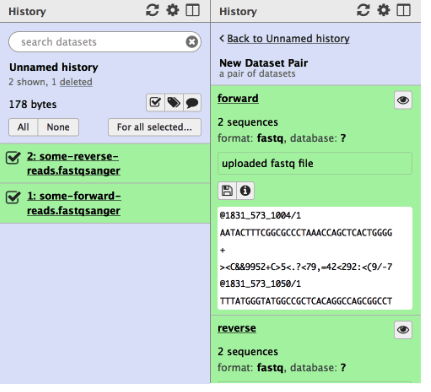 History
search datasets
Unnamed history
2 shown, 1 deleted
178 bytes
All None For all selected...
2: some-reverse-
reads.fastqsanger
1: some-forward-
reads.fastqsanger
History
< Back to Unnamed history
New Dataset Pair
a pair of datasets
forward
2 sequences
format: fastq, database: ?
uploaded fastq file
@1831_573_1004/1
AATACTTTCGGCGCCCTAAACCAGCTCACTGGGG
+
><C&&9952+C>5<.?<79,=42<292:<(9/-7
@1831_573_1050/1
TTTATGGGTATGGCCGCTCACAGGCCAGCGGCCT
reverse
2 sequences
format: fastq, database: ?